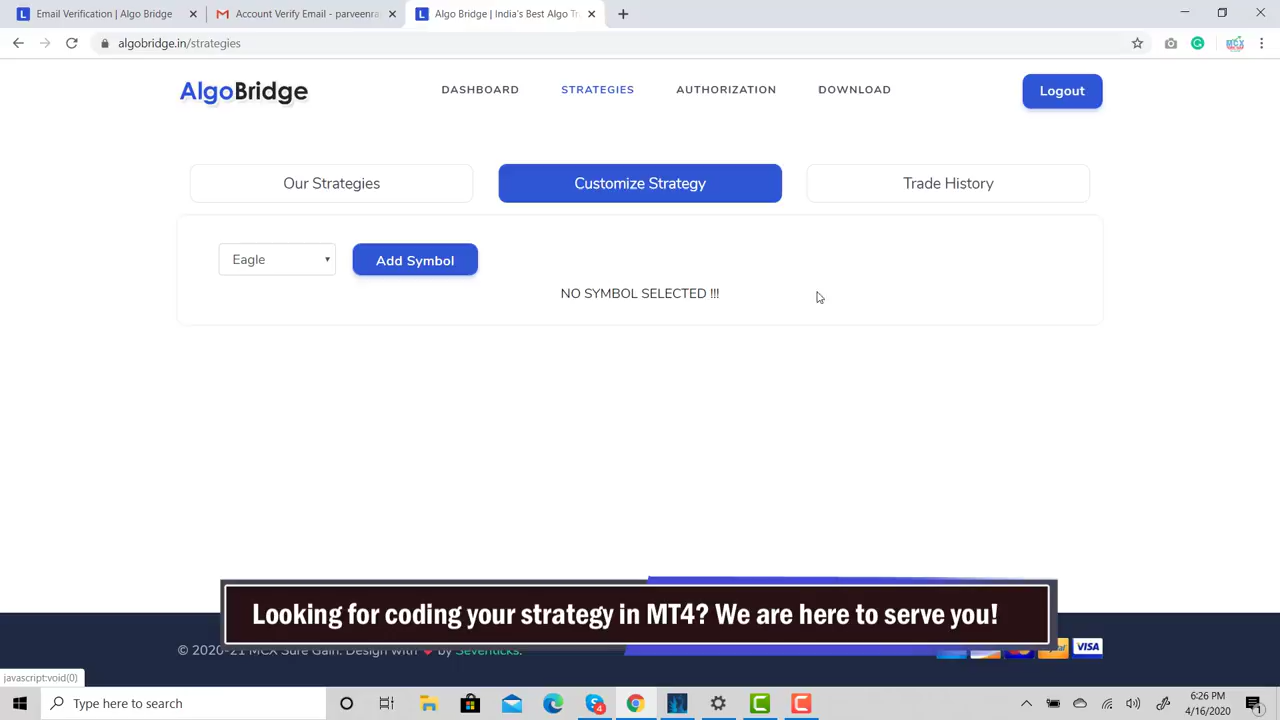 Email Verification | Algo Bridge
Account Verify Email - parveenra
Algo Bridge | India's Best Algo Tr
algobridge.in/strategies
AlgoBridge
DASHBOARD
STRATEGIES
AUTHORIZATION
DOWNLOAD
Logout
Our Strategies
Customize Strategy
Trade History
Eagle
Add Symbol
NO SYMBOL SELECTED !!!
Looking for coding your strategy in MT4? We are here to serve you!
© 2020-21 MCX Sure Gain. Design with ❤ by Seventicks.
VISA
javascript:void(0)
Type here to search
6:26 PM
4/16/2020